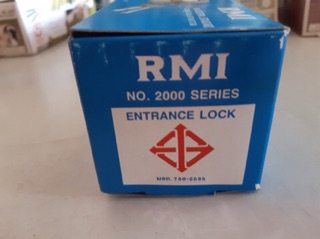 RMI
NO. 2000 SERIES
ENTRANCE LOCK